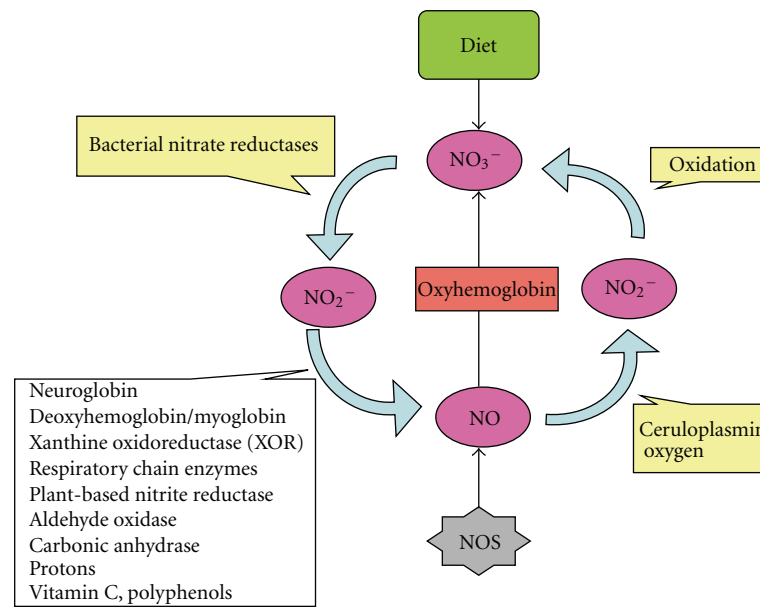 Diet
Bacterial nitrate reductases
NO₃⁻
Oxidation
NO₂⁻
Oxyhemoglobin
NO₂⁻
Neuroglobin
Deoxyhemoglobin/myoglobin
Xanthine oxidoreductase (XOR)
Respiratory chain enzymes
Plant-based nitrite reductase
Aldehyde oxidase
Carbonic anhydrase
Protons
Vitamin C, polyphenols
NO
Ceruloplasmin
oxygen
NOS